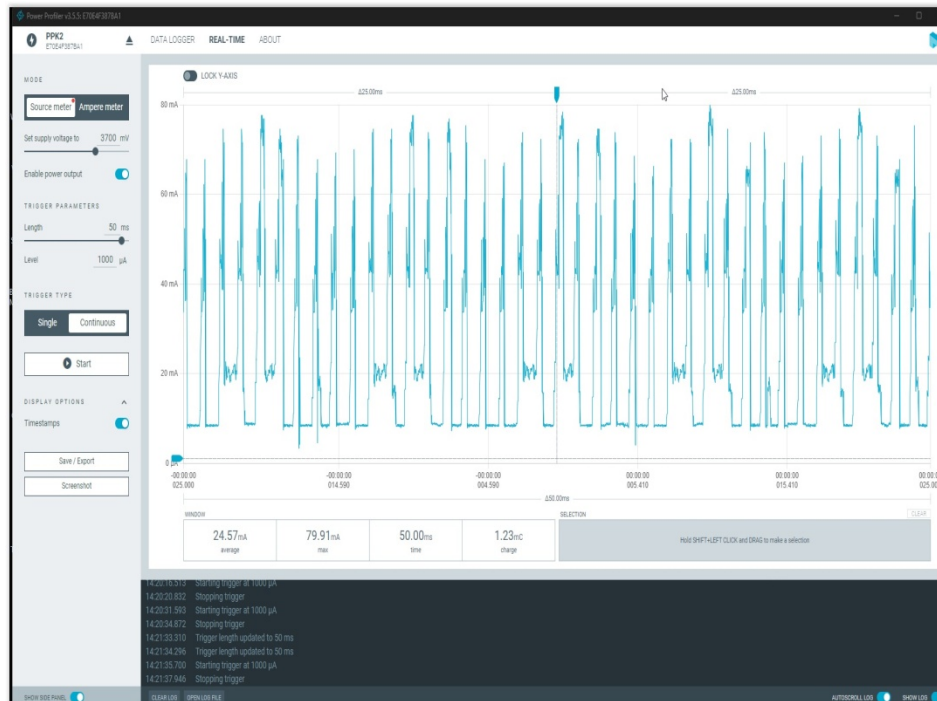 Power Profiler v3.5.5: E70E4F387BA1
PPK2
E70E4F387BA1
DATA LOGGER REAL-TIME ABOUT
MODE
Source meter Ampere meter
Set supply voltage to 3700 mV
Enable power output
TRIGGER PARAMETERS
Length 50 ms
Level 1000 µA
TRIGGER TYPE
Single Continuous
Start
DISPLAY OPTIONS
Timestamps
Save / Export
Screenshot
LOCK Y-AXIS
Δ25.00ms Δ25.00ms
80 mA
60 mA
40 mA
20 mA
0 µA
-00:00:00 -00:00:00 -00:00:00 00:00:00 00:00:00 00:00:0
025.000 014.590 004.590 005.410 015.410 025.00
Δ50.00ms
WINDOW SELECTION CLEAR
24.57mA 79.91mA 50.00ms 1.23mC
average max time charge
Hold SHIFT+LEFT CLICK and DRAG to make a selection
14:20:16.513 Starting trigger at 1000 µA
14:20:20.832 Stopping trigger
14:20:31.593 Starting trigger at 1000 µA
14:20:34.872 Stopping trigger
14:21:33.310 Trigger length updated to 50 ms
14:21:34.296 Trigger length updated to 50 ms
14:21:35.700 Starting trigger at 1000 µA
14:21:37.946 Stopping trigger
SHOW SIDE PANEL CLEAR LOG OPEN LOG FILE AUTOSCROLL LOG SHOW LOG